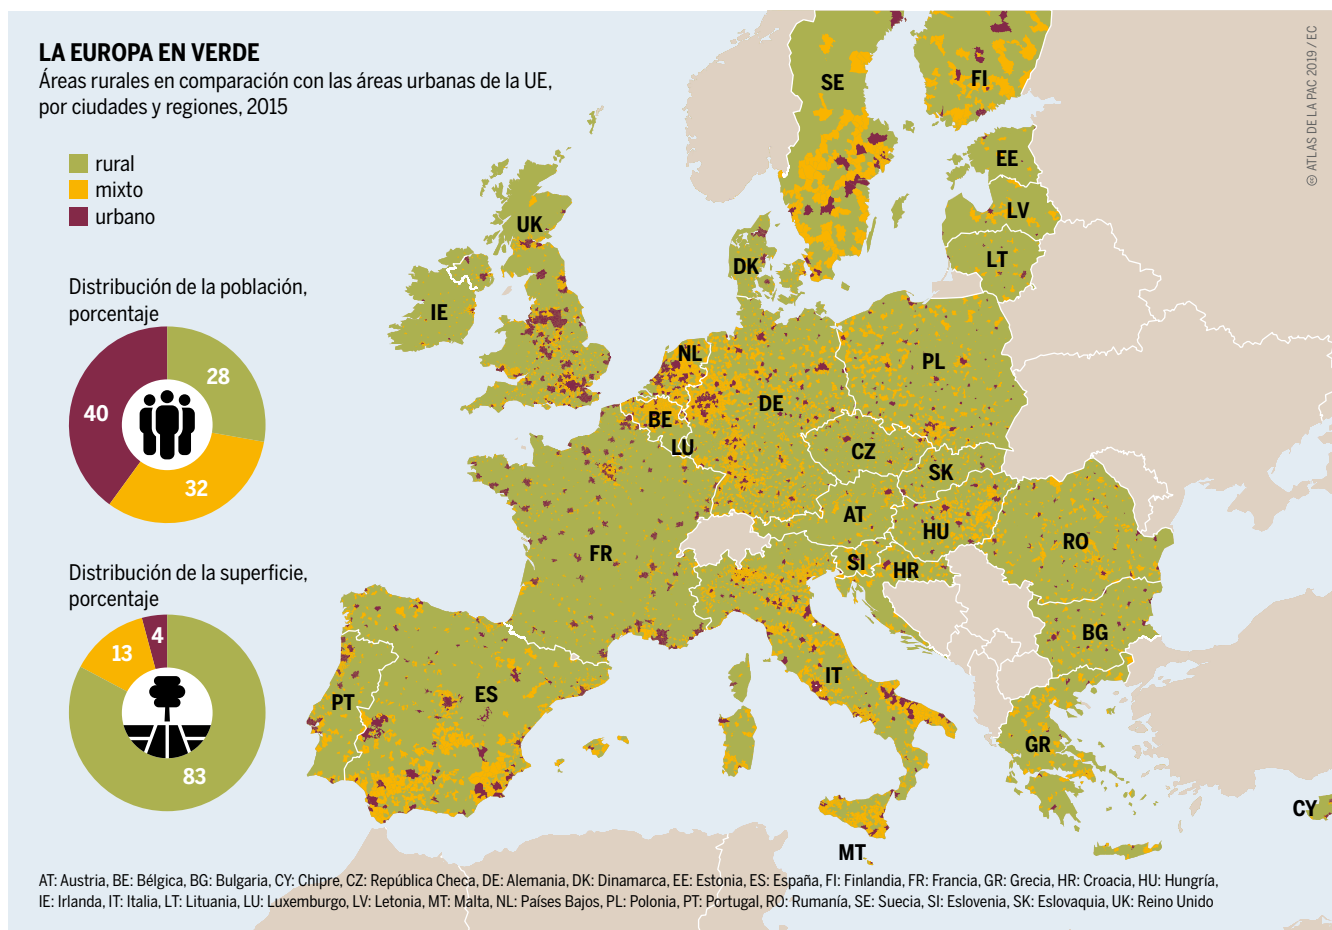 LA EUROPA EN VERDE
Áreas rurales en comparación con las áreas urbanas de la UE,
por ciudades y regiones, 2015
rural
mixto
urbano
Distribución de la población,
porcentaje
28
40
32
Distribución de la superficie,
porcentaje
4
13
83
SE
FI
EE
LV
LT
UK
DK
IE
NL
PL
DE
BE
LU
CZ
SK
AT
HU
RO
FR
SI
HR
BG
IT
ES
PT
GR
CY
MT
© ATLAS DE LA PAC 2019 / EC
AT: Austria, BE: Bélgica, BG: Bulgaria, CY: Chipre, CZ: República Checa, DE: Alemania, DK: Dinamarca, EE: Estonia, ES: España, FI: Finlandia, FR: Francia, GR: Grecia, HR: Croacia, HU: Hungría,
IE: Irlanda, IT: Italia, LT: Lituania, LU: Luxemburgo, LV: Letonia, MT: Malta, NL: Países Bajos, PL: Polonia, PT: Portugal, RO: Rumanía, SE: Suecia, SI: Eslovenia, SK: Eslovaquia, UK: Reino Unido